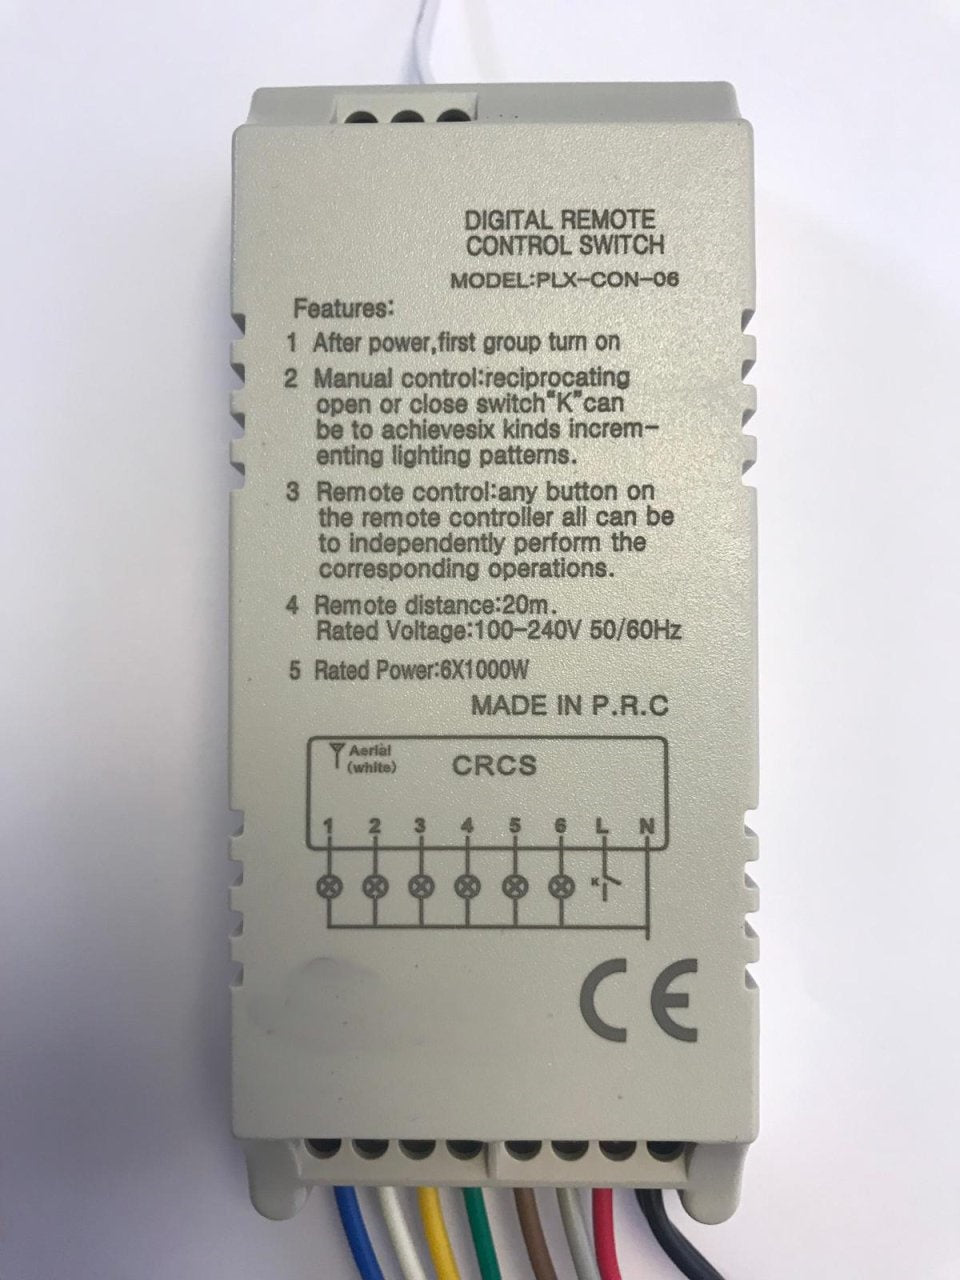 DIGITAL REMOTE
CONTROL SWITCH
MODEL:PLX-CON-06
Features:
1 After power,first group turn on
2 Manual control:reciprocating
open or close switch"K"can
be to achievesix kinds increm-
enting lighting patterns.
3 Remote control:any button on
the remote controller all can be
to independently perform the
corresponding operations.
4 Remote distance:20m.
Rated Voltage:100-240V 50/60Hz
5 Rated Power:6X1000W
MADE IN P.R.C
Aerial
(white)
CRCS
1 2 3 4 5 6 L N
K
CE